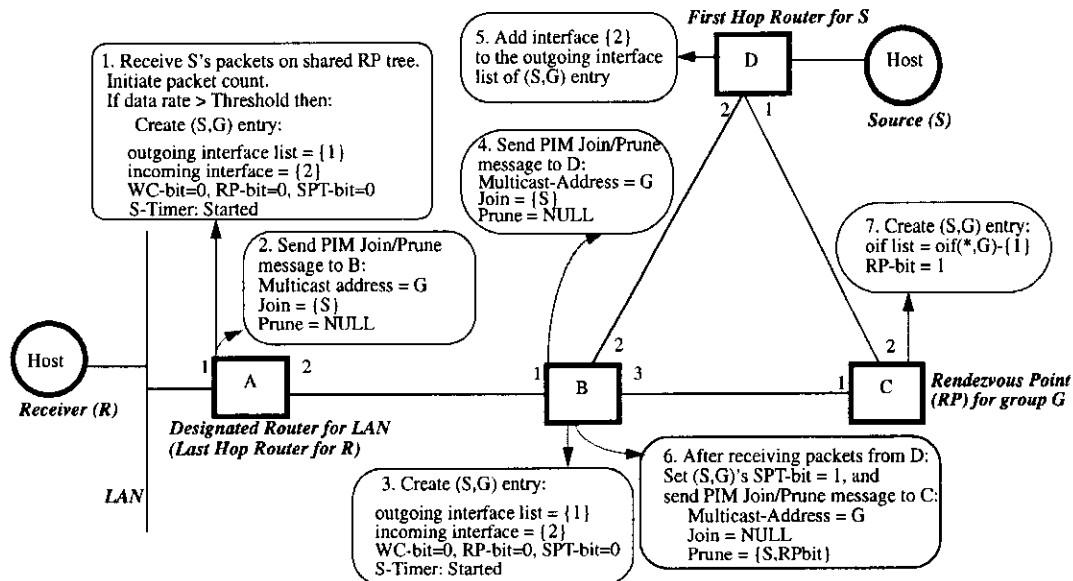 First Hop Router for S
5. Add interface {2}
to the outgoing interface
list of (S,G) entry
D
Host
2
1
Source (S)
1. Receive S's packets on shared RP tree.
Initiate packet count.
If data rate > Threshold then:
Create (S,G) entry:
outgoing interface list = {1}
incoming interface = {2}
WC-bit=0, RP-bit=0, SPT-bit=0
S-Timer: Started
4. Send PIM Join/Prune
message to D:
Multicast-Address = G
Join = {S}
Prune = NULL
2. Send PIM Join/Prune
message to B:
Multicast address = G
Join = {S}
Prune = NULL
7. Create (S,G) entry:
oif list = oif(*,G)-{1}
RP-bit = 1
Host
Receiver (R)
1
A
2
Designated Router for LAN
(Last Hop Router for R)
LAN
1
B
2
3
1
C
2
Rendezvous Point
(RP) for group G
3. Create (S,G) entry:
outgoing interface list = {1}
incoming interface = {2}
WC-bit=0, RP-bit=0, SPT-bit=0
S-Timer: Started
6. After receiving packets from D:
Set (S,G)'s SPT-bit = 1, and
send PIM Join/Prune message to C:
Multicast-Address = G
Join = NULL
Prune = {S,RPbit}